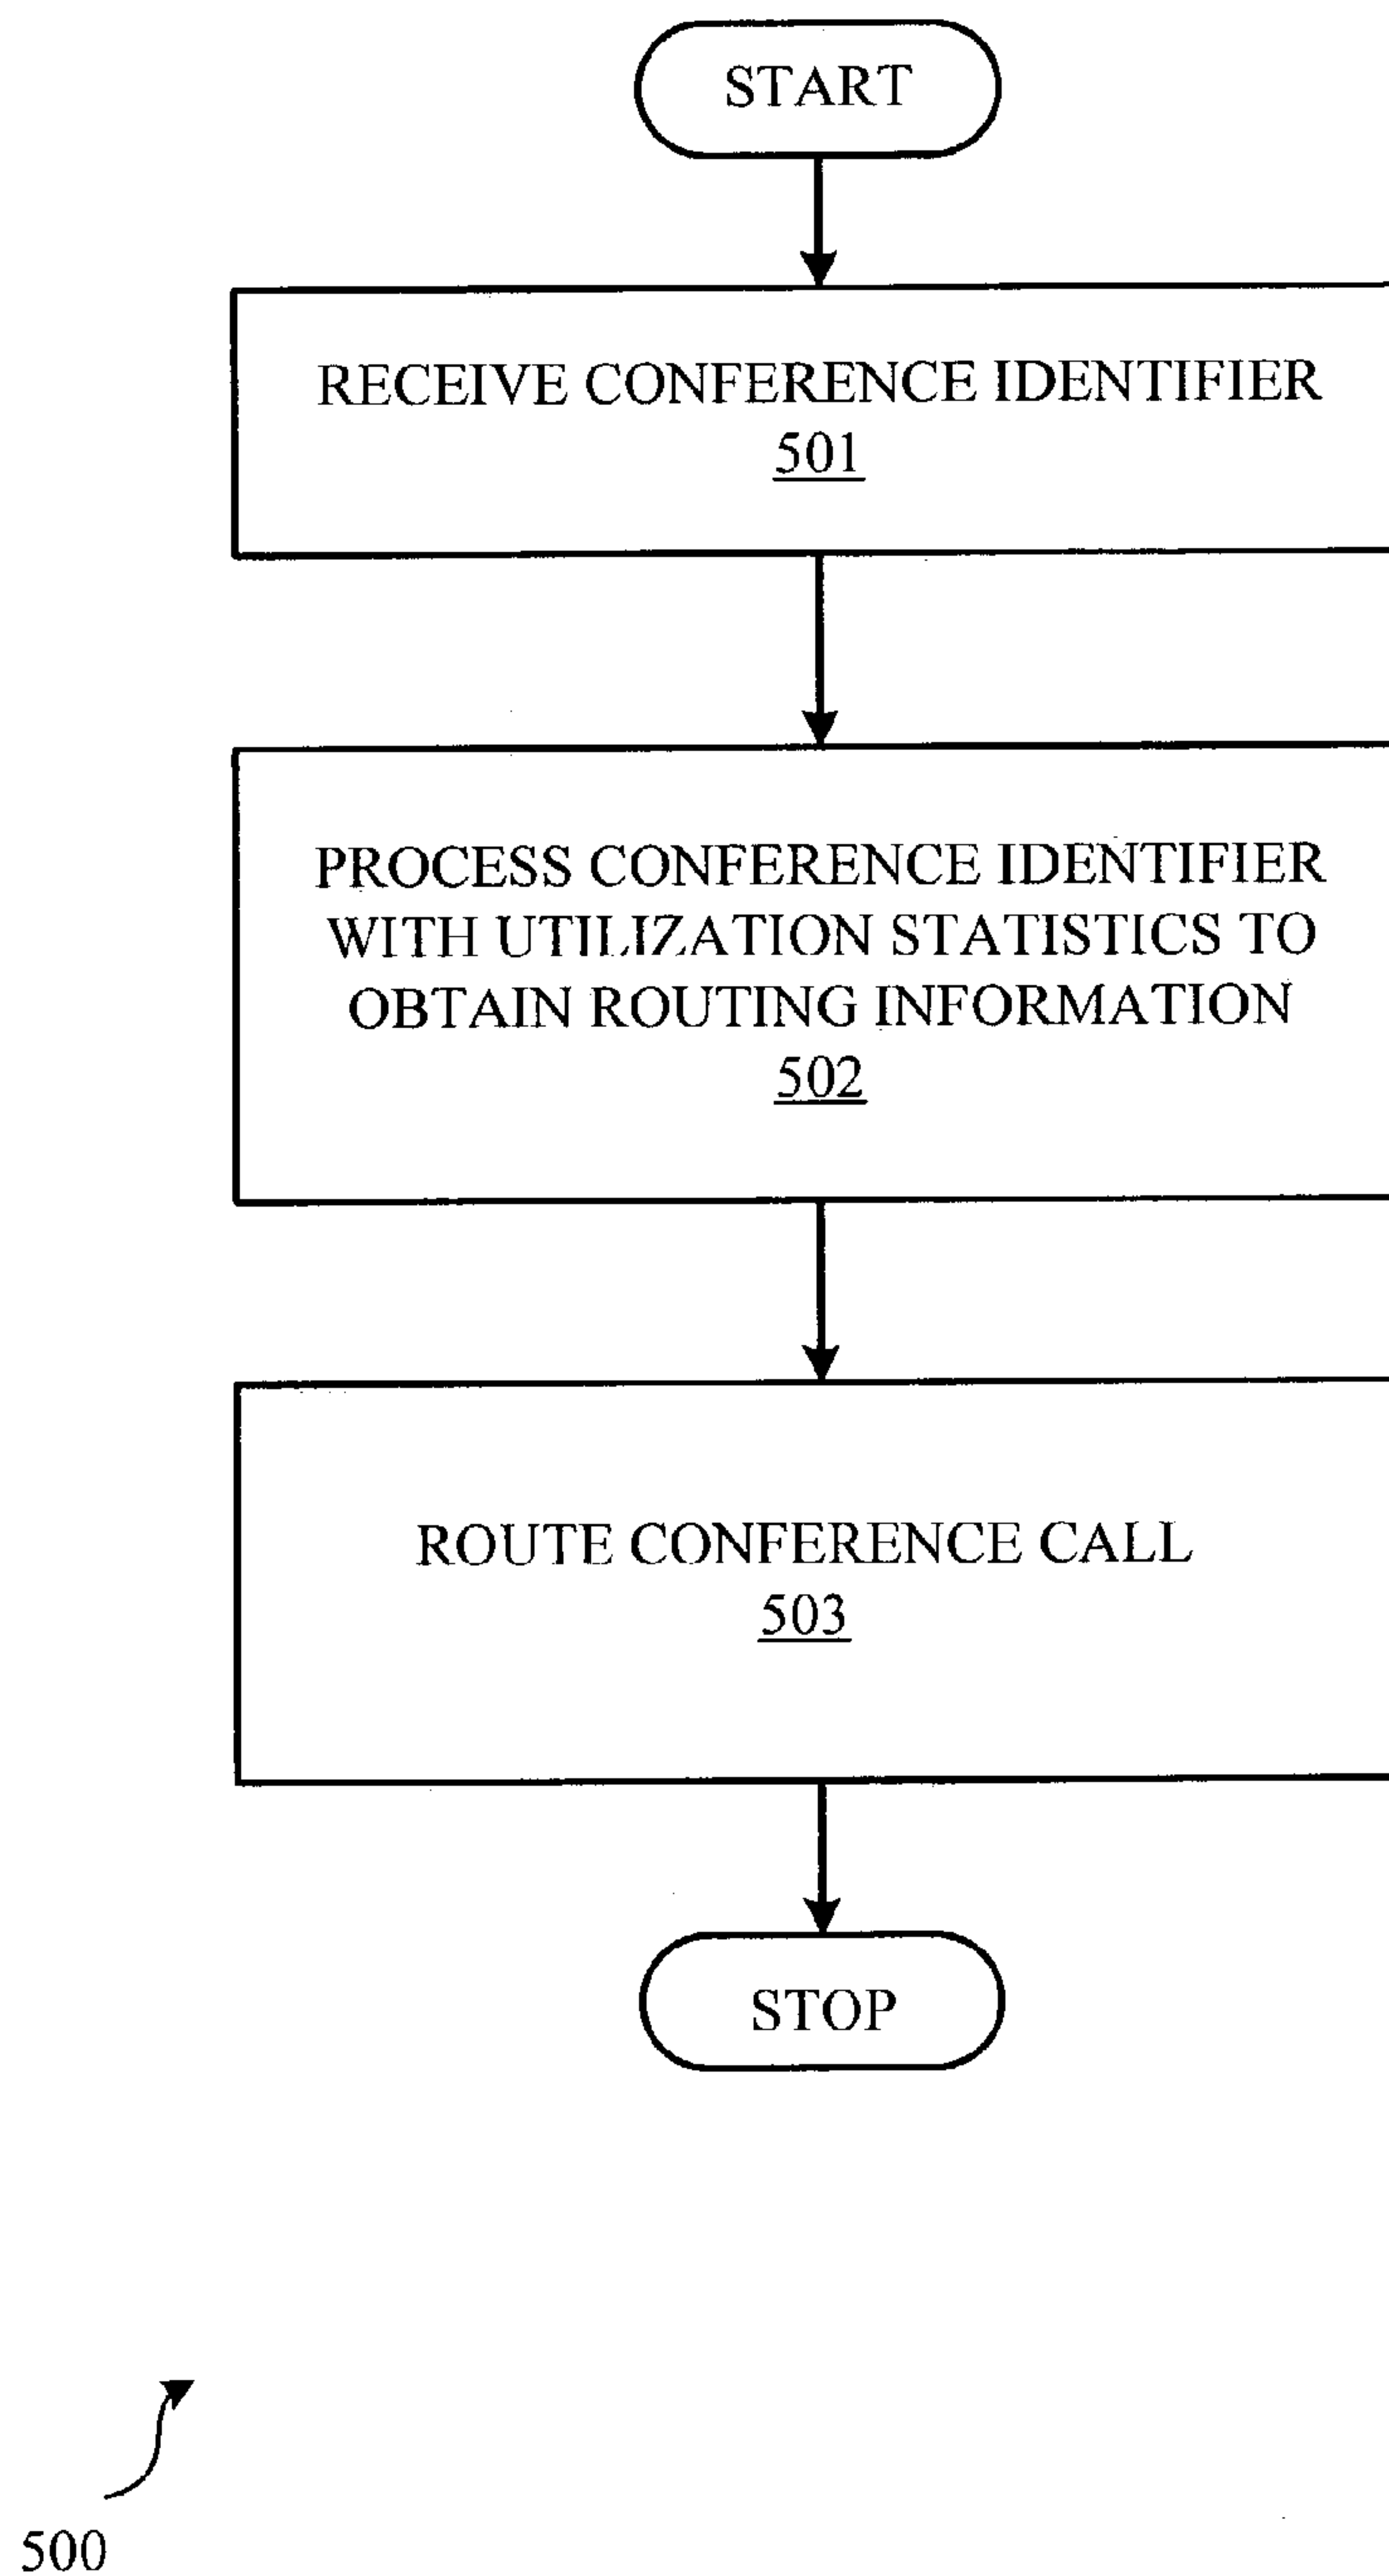 START
RECEIVE CONFERENCE IDENTIFIER
501
PROCESS CONFERENCE IDENTIFIER
WITH UTILIZATION STATISTICS TO
OBTAIN ROUTING INFORMATION
502
ROUTE CONFERENCE CALL
503
STOP
500